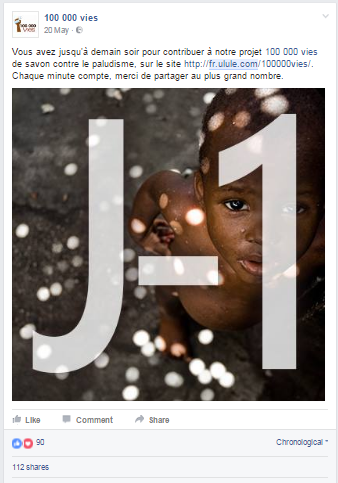 100 000 vies
100 000
vies
20 May ·
Vous avez jusqu'à demain soir pour contribuer à notre projet 100 000 vies
de savon contre le paludisme, sur le site http://fr.ulule.com/100000vies/.
Chaque minute compte, merci de partager au plus grand nombre.
J-1
Like
Comment
Share
90
Chronological
112 shares